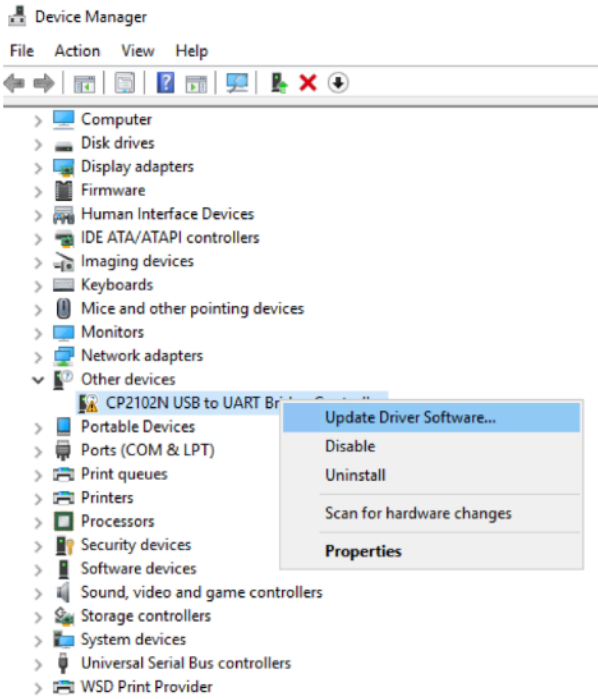 Device Manager
File Action View Help
Computer
Disk drives
Display adapters
Firmware
Human Interface Devices
IDE ATA/ATAPI controllers
Imaging devices
Keyboards
Mice and other pointing devices
Monitors
Network adapters
Other devices
CP2102N USB to UART
Update Driver Software...
Portable Devices
Disable
Ports (COM & LPT)
Uninstall
Print queues
Printers
Scan for hardware changes
Processors
Properties
Security devices
Software devices
Sound, video and game controllers
Storage controllers
System devices
Universal Serial Bus controllers
WSD Print Provider